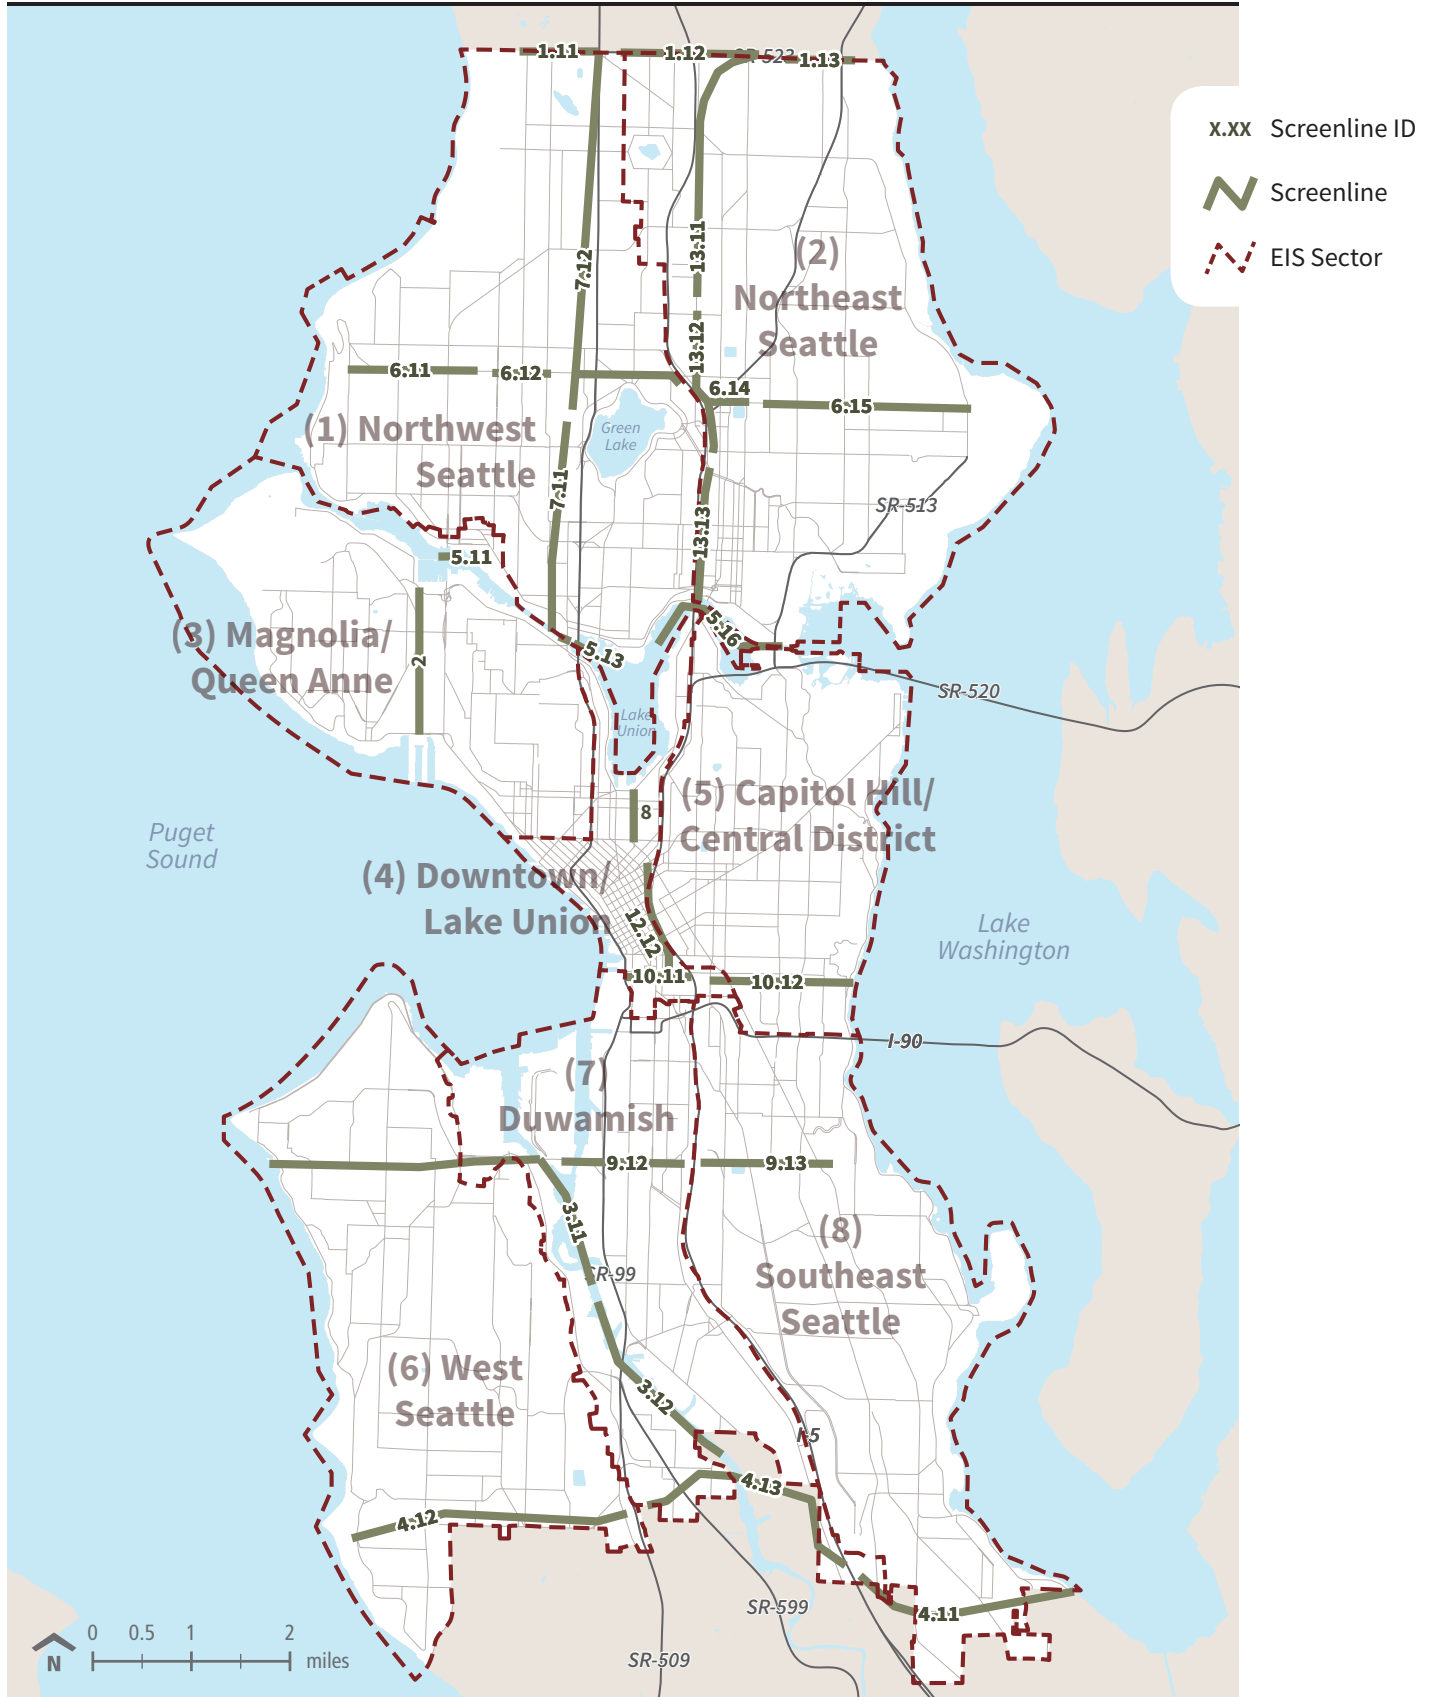 1.11
1.12
SR-522
1.13
x.xx Screenline ID
Screenline
EIS Sector
7.12
13.11
(2)
Northeast
Seattle
13.12
6.11
6.12
6.14
6.15
(1) Northwest
Seattle
Green
Lake
7.11
SR-513
13.13
5.11
5.16
5.13
(3) Magnolia/
Queen Anne
2
SR-520
Lake
Union
(5) Capitol Hill/
Central District
8
Puget
Sound
(4) Downtown/
Lake Union
12.12
Lake
Washington
10.11
10.12
I-90
(7)
Duwamish
9.12
9.13
3.11
(8)
Southeast
Seattle
SR-99
(6) West
Seattle
3.12
I-5
4.13
4.12
4.11
SR-599
SR-509
N
0 0.5 1 2
miles